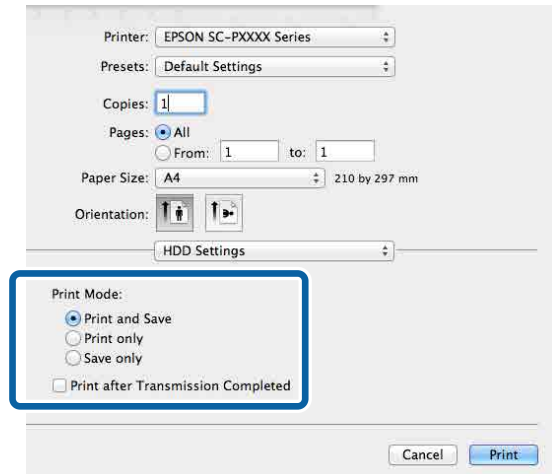 Printer: EPSON SC-PXXXX Series
Presets: Default Settings
Copies: 1
Pages: All
From: 1 to: 1
Paper Size: A4 210 by 297 mm
Orientation:
HDD Settings
Print Mode:
Print and Save
Print only
Save only
Print after Transmission Completed
Cancel Print